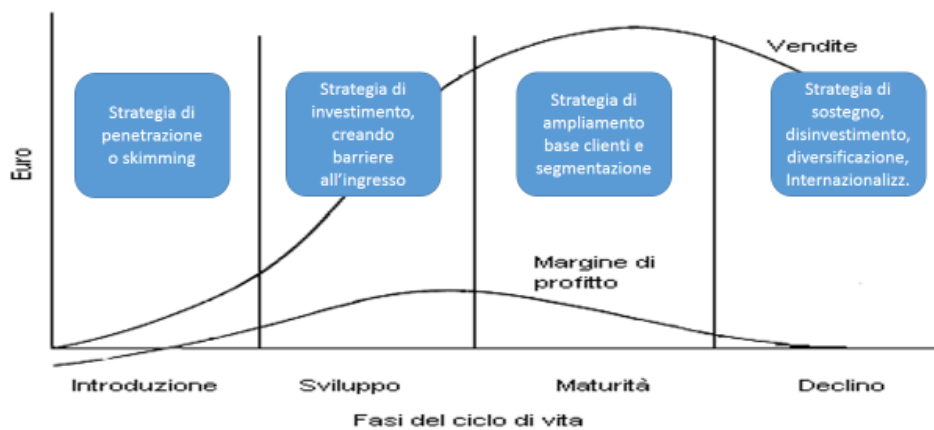 Vendite
Strategia di
penetrazione
o skimming
Strategia di
investimento,
creando
barriere
all'ingresso
Strategia di
ampliamento
base clienti e
segmentazione
Strategia di
sostegno,
disinvestimento,
diversificazione,
Internazionalizz.
Euro
Margine di
profitto
Introduzione
Sviluppo
Maturità
Declino
Fasi del ciclo di vita